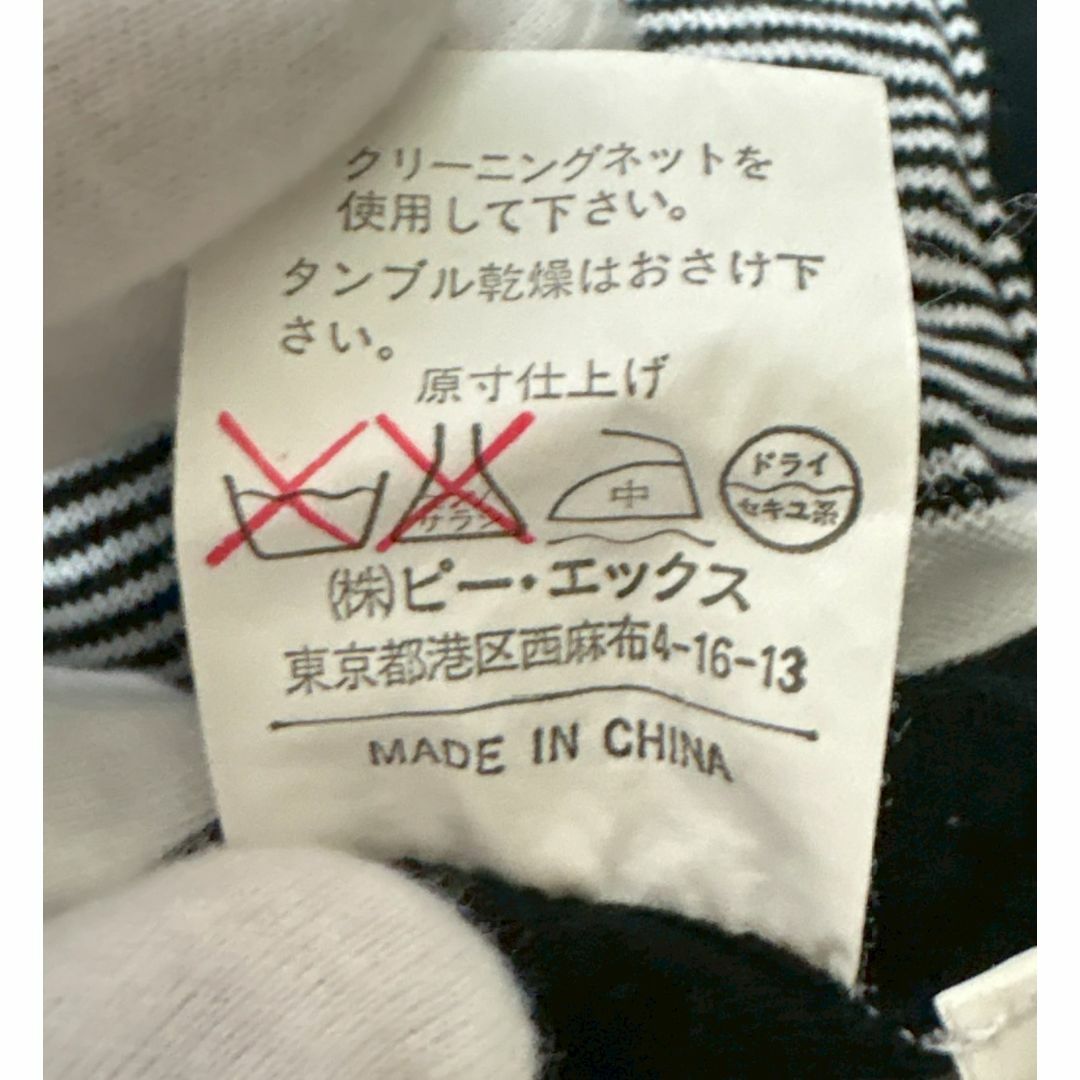 クリーニングネットを
使用して下さい。
タンブル乾燥はおさけ下
さい。
原寸仕上げ
サラシ
中
ドライ
セキユ系
(株)ピー・エックス
東京都港区西麻布4-16-13
MADE IN CHINA